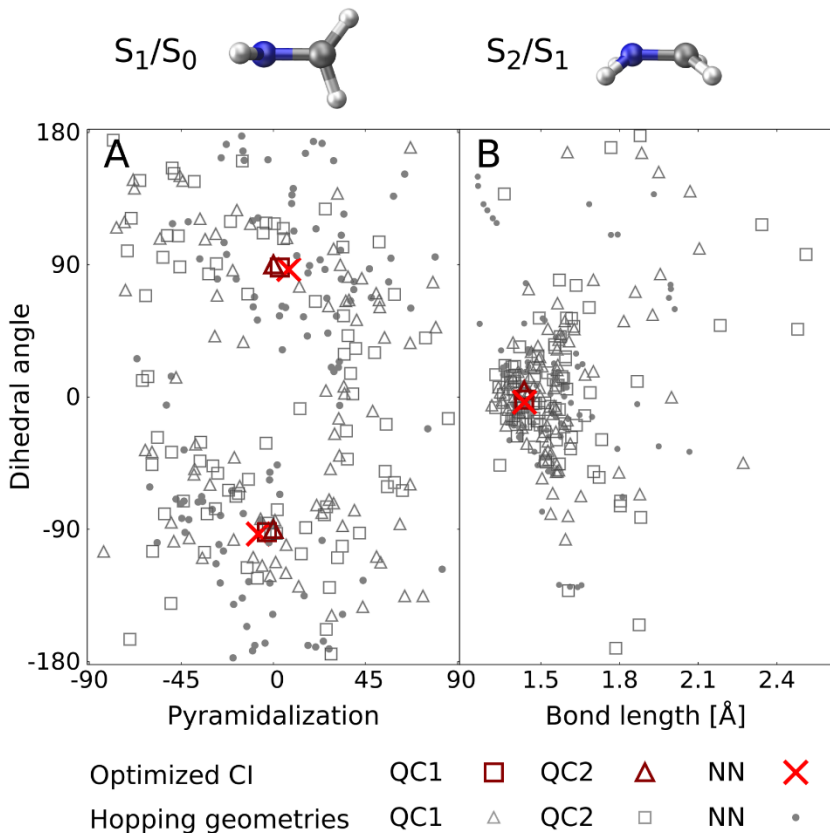 S1/S0 S2/S1
A B
180
90
0
-90
-180
Dihedral angle
-90 -45 0 45 90 1.5 1.8 2.1 2.4
Pyramidalization Bond length [Å]
Optimized CI QC1 QC2 NN
Hopping geometries QC1 QC2 NN